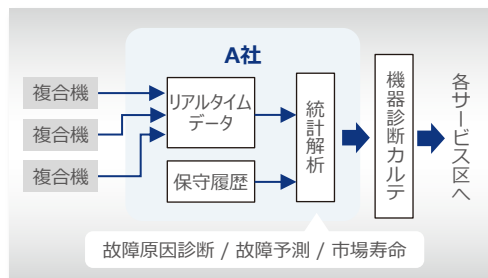 A社
複合機
複合機
複合機
リアルタイム
データ
保守履歴
統計解析
機器診断カルテ
各サービス区へ
故障原因診断 / 故障予測 / 市場寿命